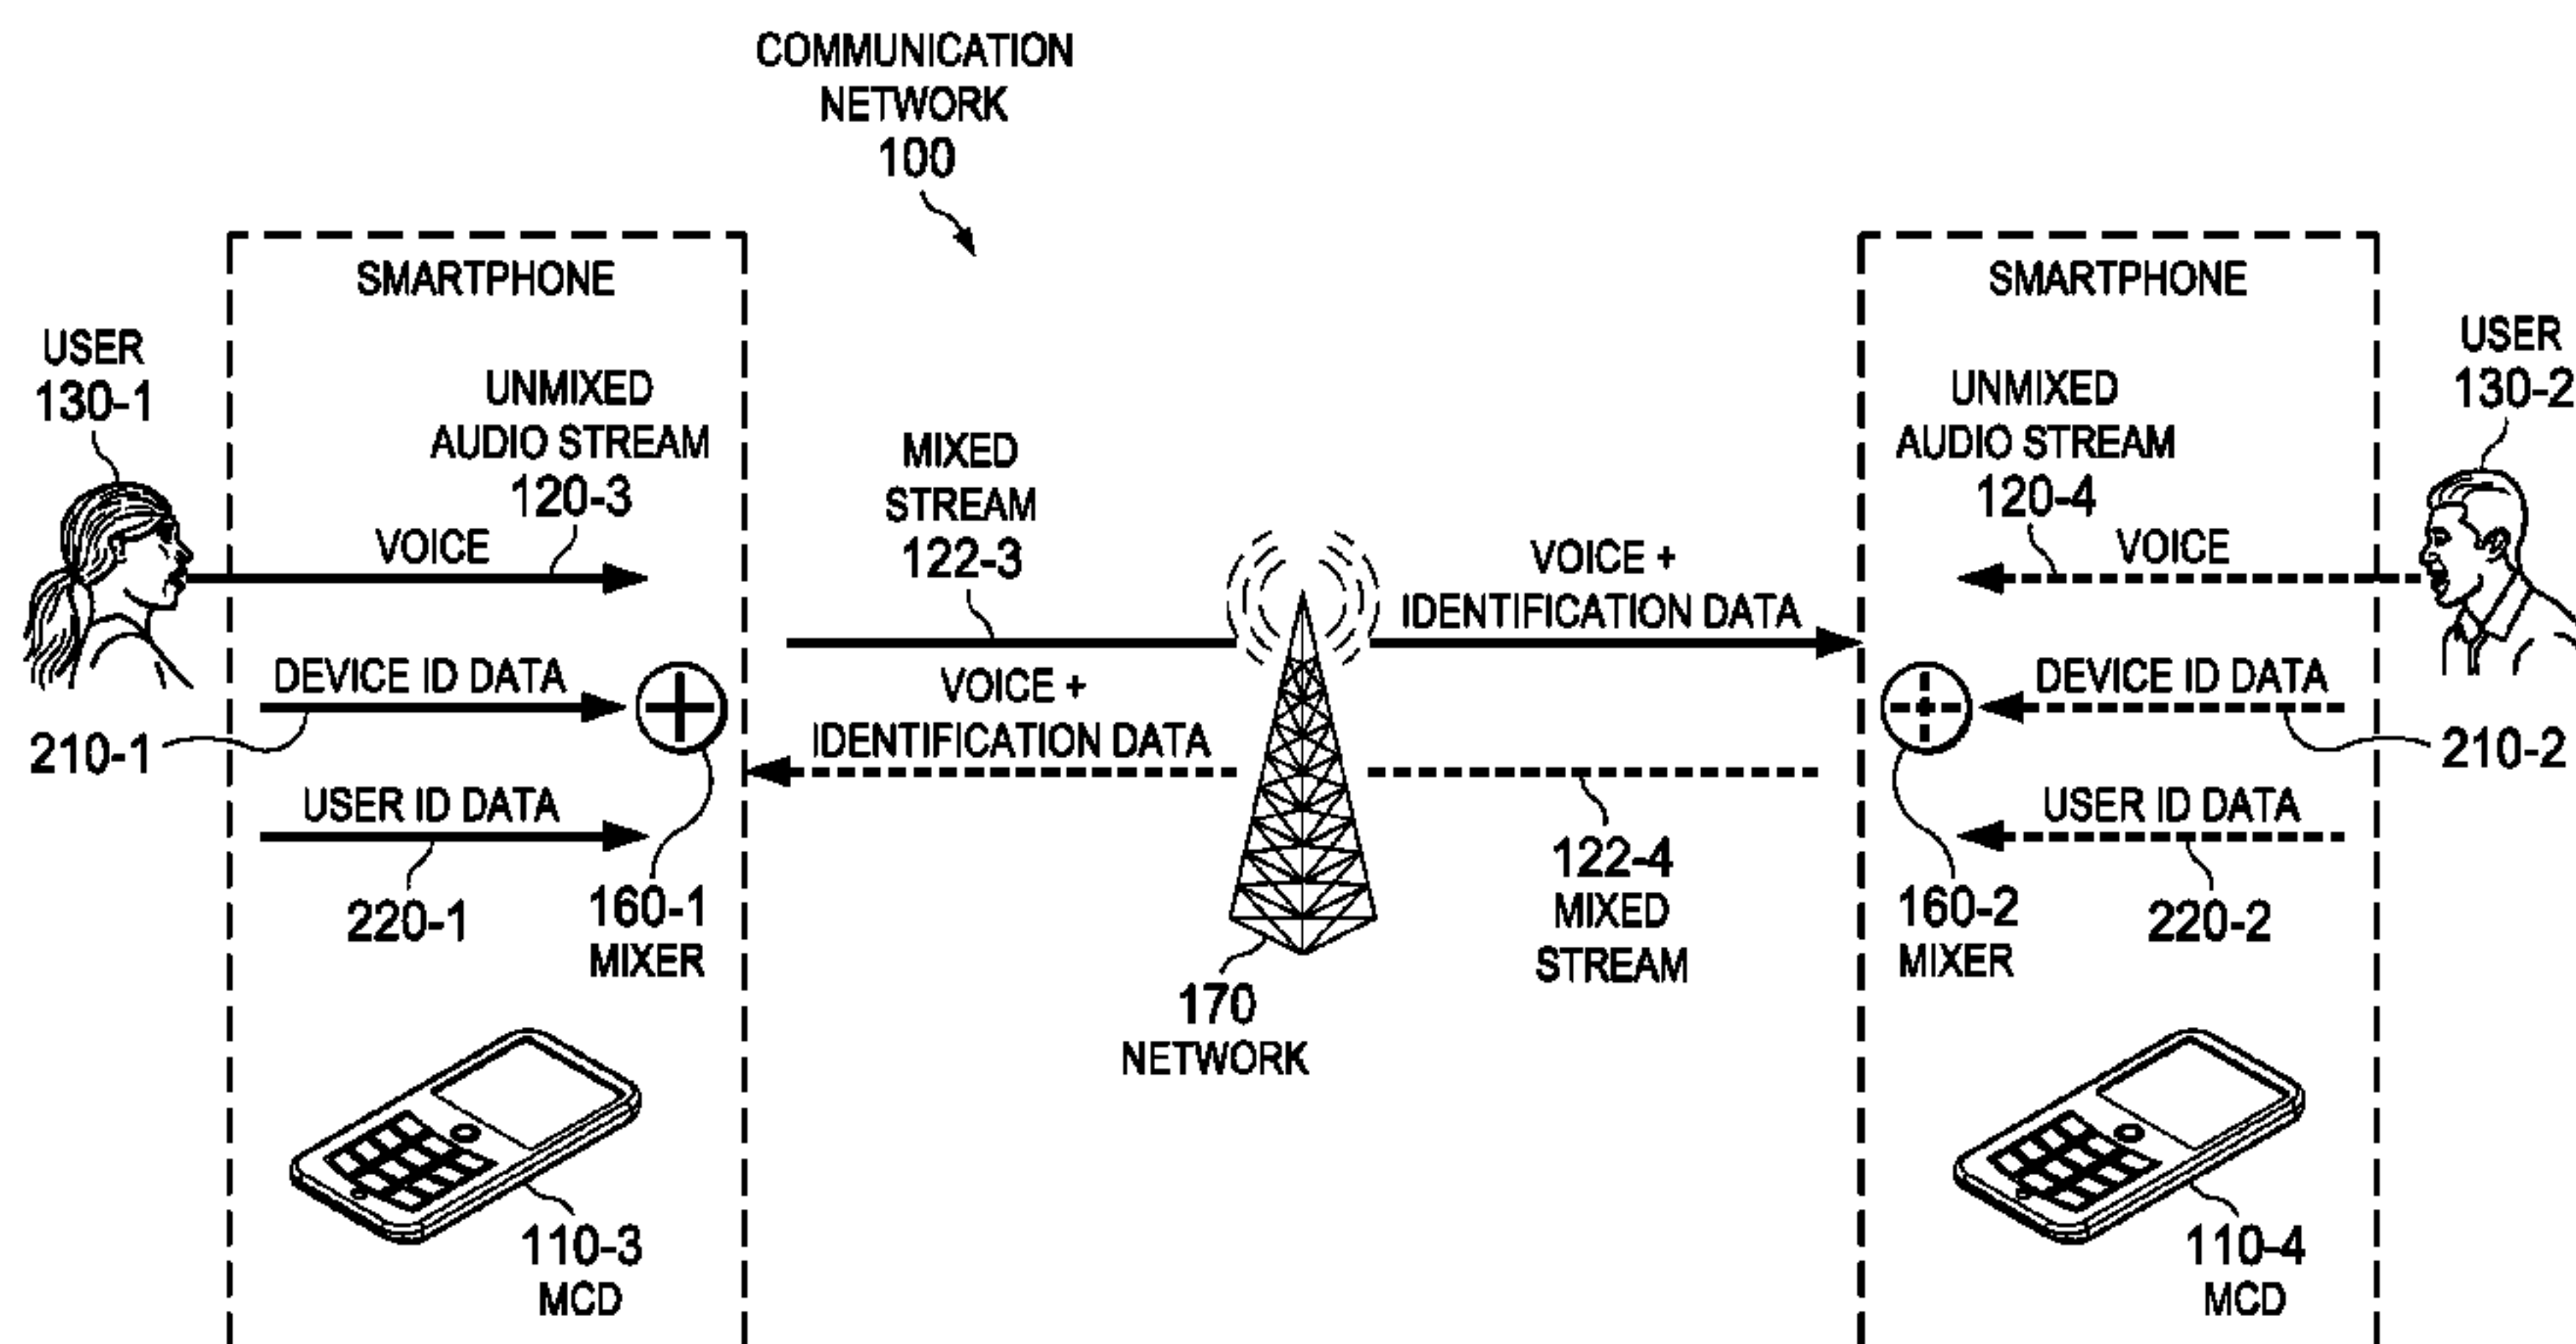 COMMUNICATION
NETWORK
100
SMARTPHONE
USER
130-1
UNMIXED
AUDIO STREAM
120-3
VOICE
DEVICE ID DATA
210-1
USER ID DATA
220-1
160-1
MIXER
110-3
MCD
MIXED
STREAM
122-3
VOICE +
IDENTIFICATION DATA
VOICE +
IDENTIFICATION DATA
122-4
MIXED
STREAM
170
NETWORK
SMARTPHONE
USER
130-2
UNMIXED
AUDIO STREAM
120-4
VOICE
DEVICE ID DATA
210-2
USER ID DATA
220-2
160-2
MIXER
110-4
MCD